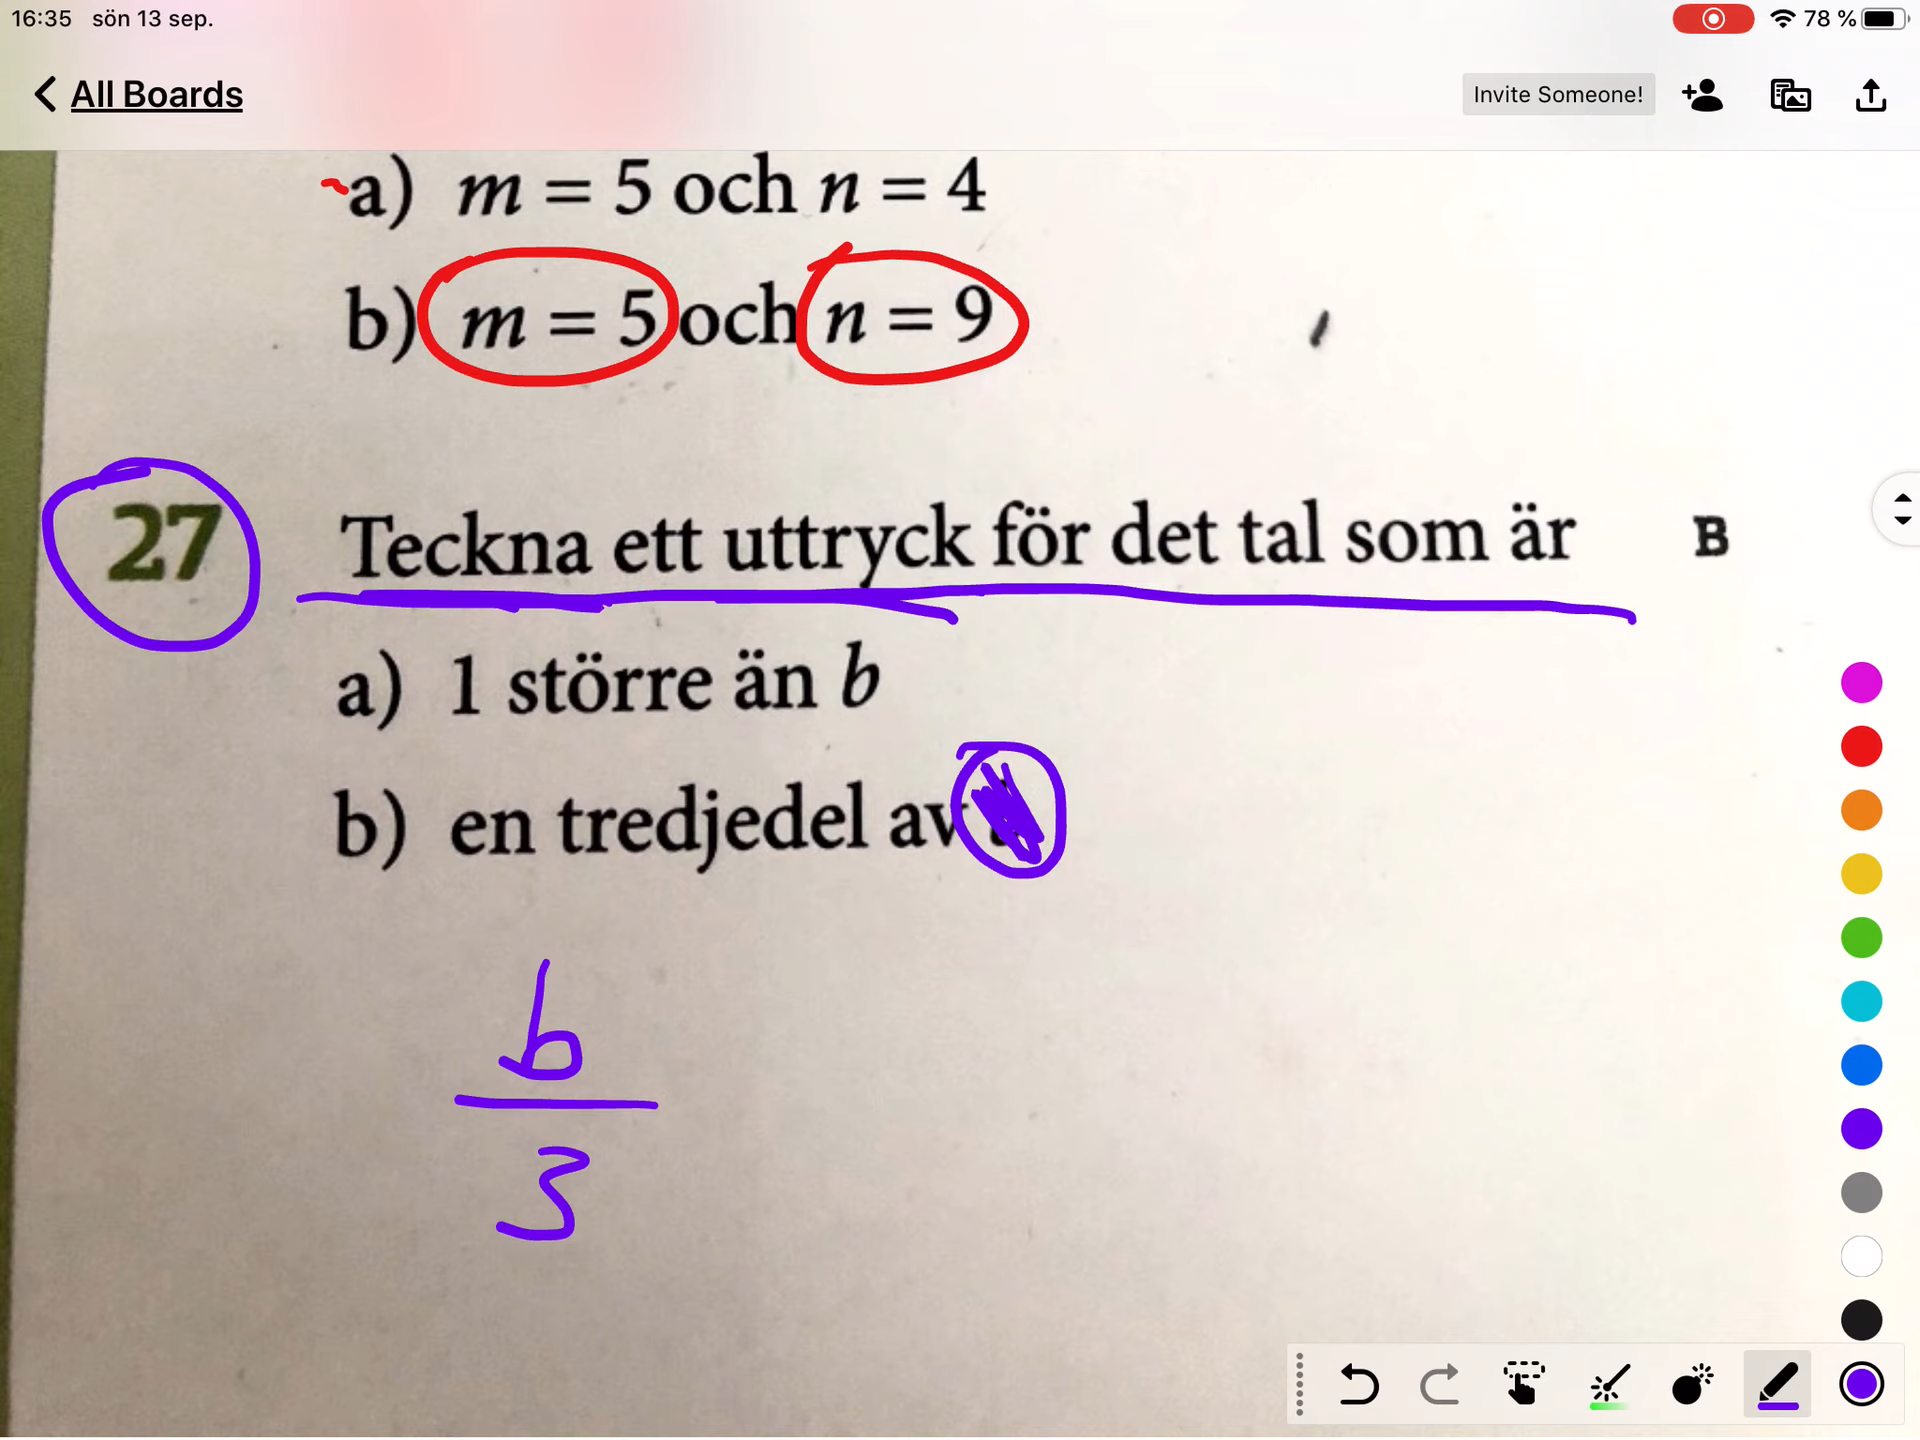 16:35 sön 13 sep. 78 %
All Boards Invite Someone!
a) m = 5 och n = 4
b) m = 5 och n = 9
27 Teckna ett uttryck för det tal som är B
a) 1 större än b
b) en tredjedel av
b
3